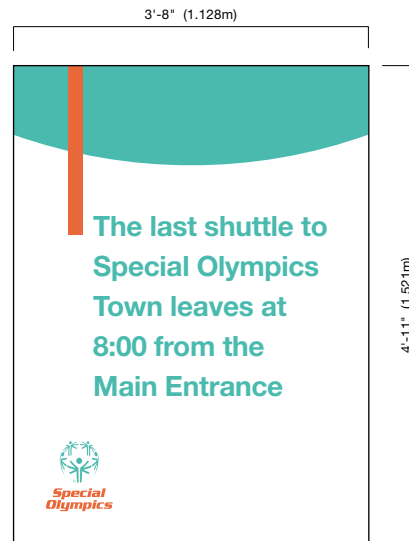 3'-8" (1.128m)
The last shuttle to
Special Olympics
Town leaves at
8:00 from the
Main Entrance
4'-11" (1.521m)
Special
Olympics